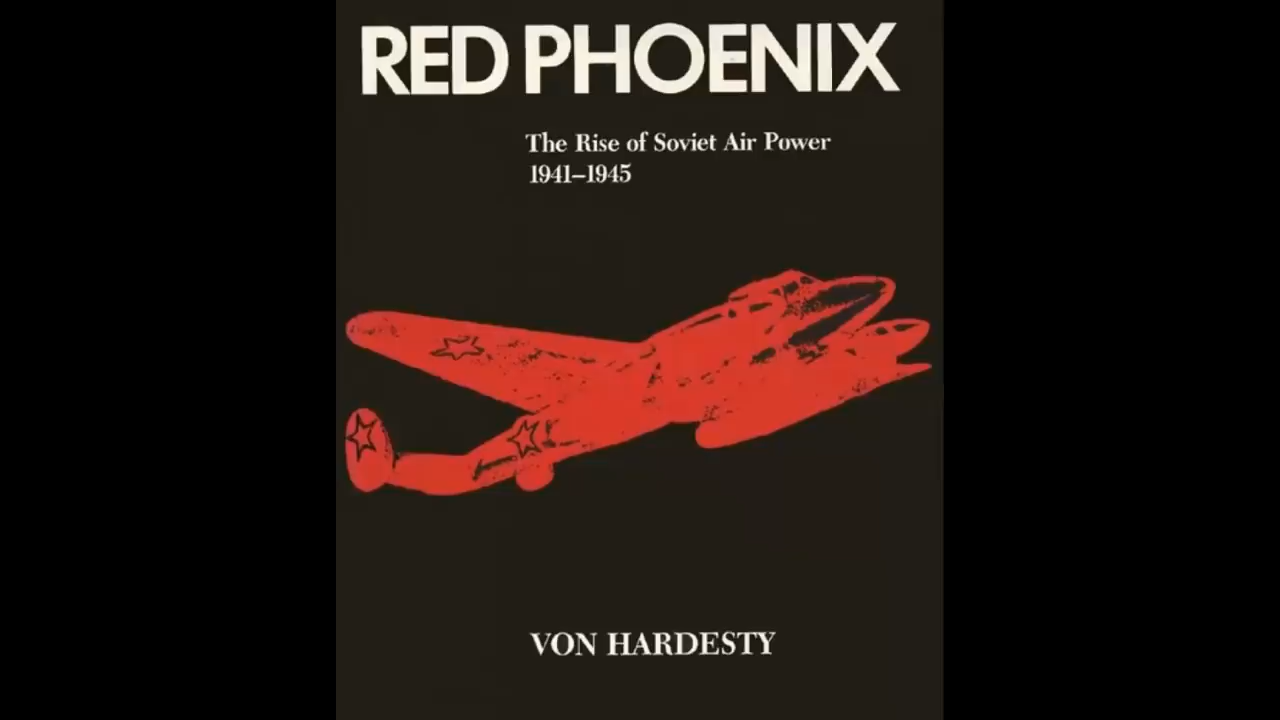 RED PHOENIX
The Rise of Soviet Air Power
1941–1945
VON HARDESTY